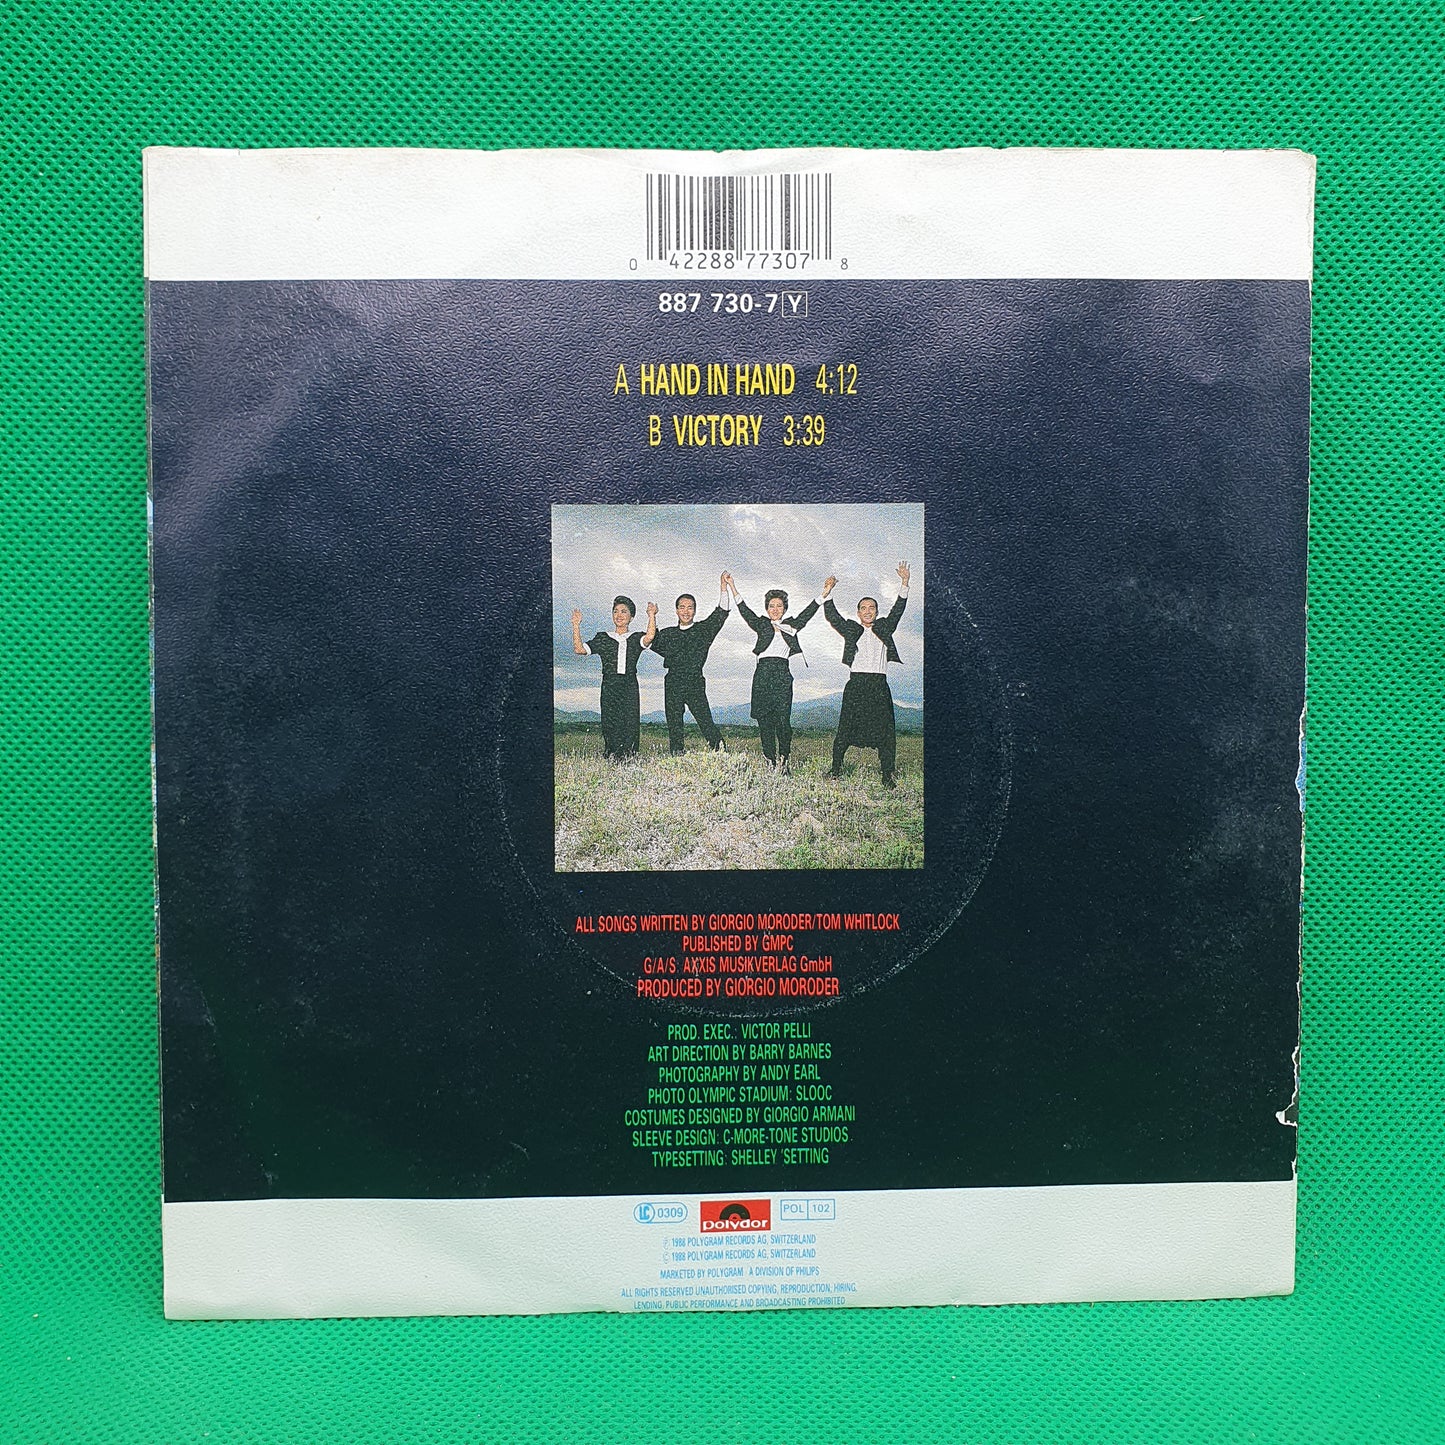 0 42288 77307 8
887 730-7 Y
A HAND IN HAND 4:12
B VICTORY 3:39
ALL SONGS WRITTEN BY GIORGIO MORODER/TOM WHITLOCK
PUBLISHED BY GMPC
G/A/S: AXXIS MUSIKVERLAG GmbH
PRODUCED BY GIORGIO MORODER
PROD. EXEC.: VICTOR PELLI
ART DIRECTION BY BARRY BARNES
PHOTOGRAPHY BY ANDY EARL
PHOTO OLYMPIC STADIUM: SLOOC
COSTUMES DESIGNED BY GIORGIO ARMANI
SLEEVE DESIGN: C-MORE-TONE STUDIOS
TYPESETTING: SHELLEY 'SETTING
LC 0309 polydor POL 102
℗ 1988 POLYGRAM RECORDS AG, SWITZERLAND
© 1988 POLYGRAM RECORDS AG, SWITZERLAND
MARKETED BY POLYGRAM A DIVISION OF PHILIPS
ALL RIGHTS RESERVED UNAUTHORISED COPYING, REPRODUCTION, HIRING,
LENDING, PUBLIC PERFORMANCE AND BROADCASTING PROHIBITED